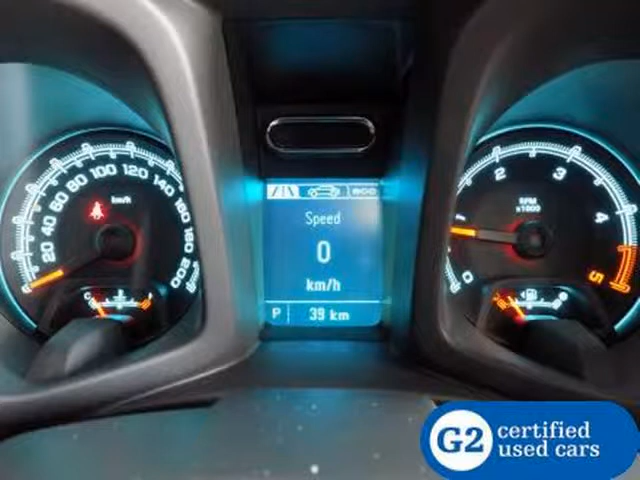 20 40 60 80 100 120 140 160 180 200
km/h
Speed
0
km/h
P 39 km
RPM
x1000
0 1 2 3 4 5
G2 certified
used cars